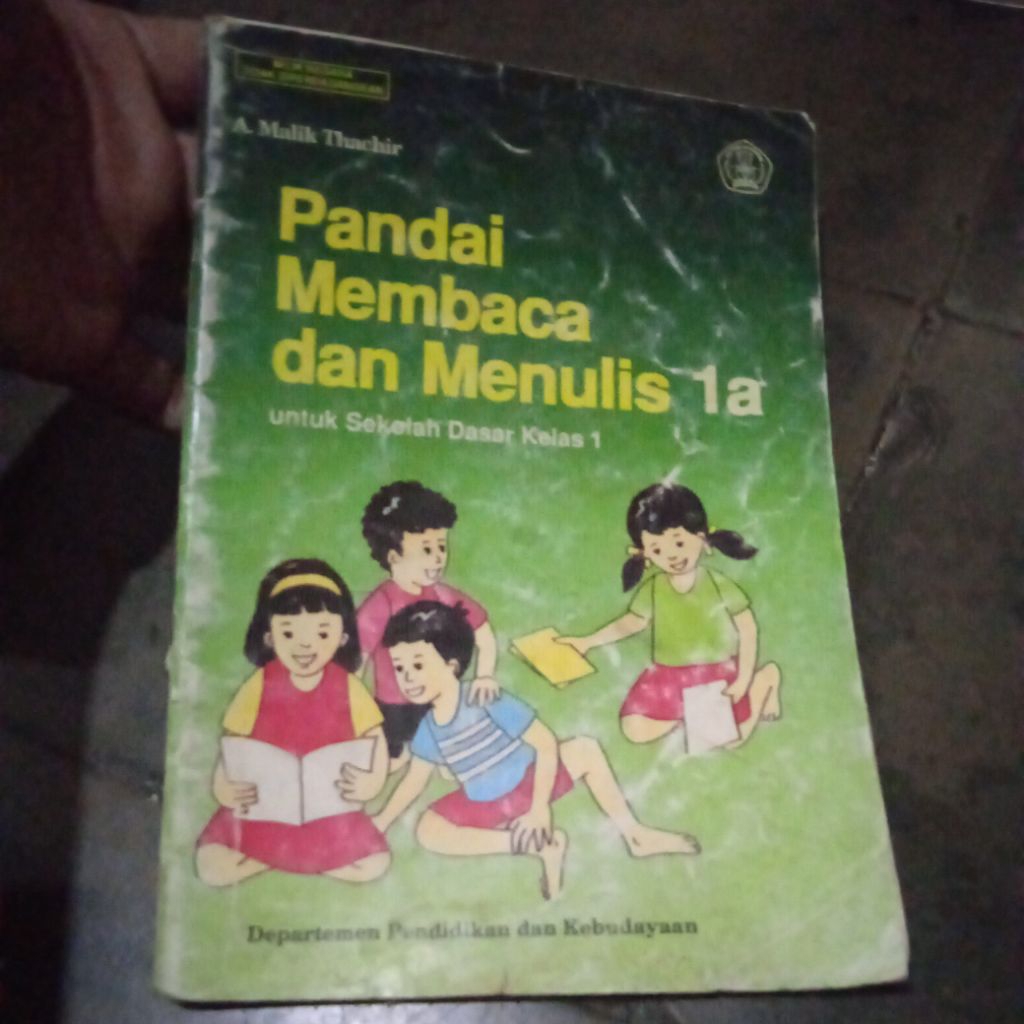 A. Malik Thachir
Pandai
Membaca
dan Menulis 1a
untuk Sekolah Dasar Kelas 1
Departemen Pendidikan dan Kebudayaan